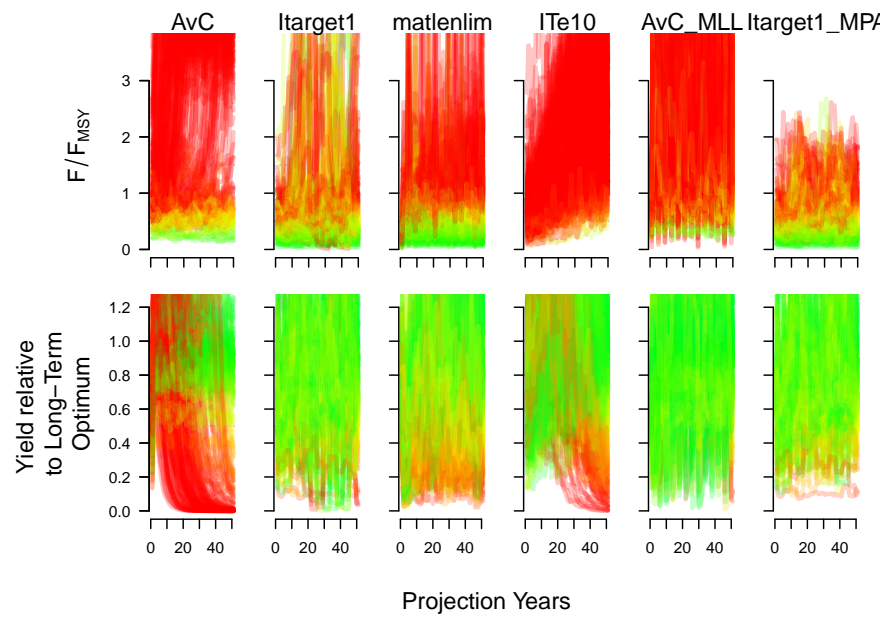 AvC Itarget1 matlenlim ITe10 AvC_MLL Itarget1_MPA
F/F_MSY
3
2
1
0
Yield relative
to Long−Term
Optimum
1.2
1.0
0.8
0.6
0.4
0.2
0.0
0 20 40 0 20 40 0 20 40 0 20 40 0 20 40 0 20 40
Projection Years